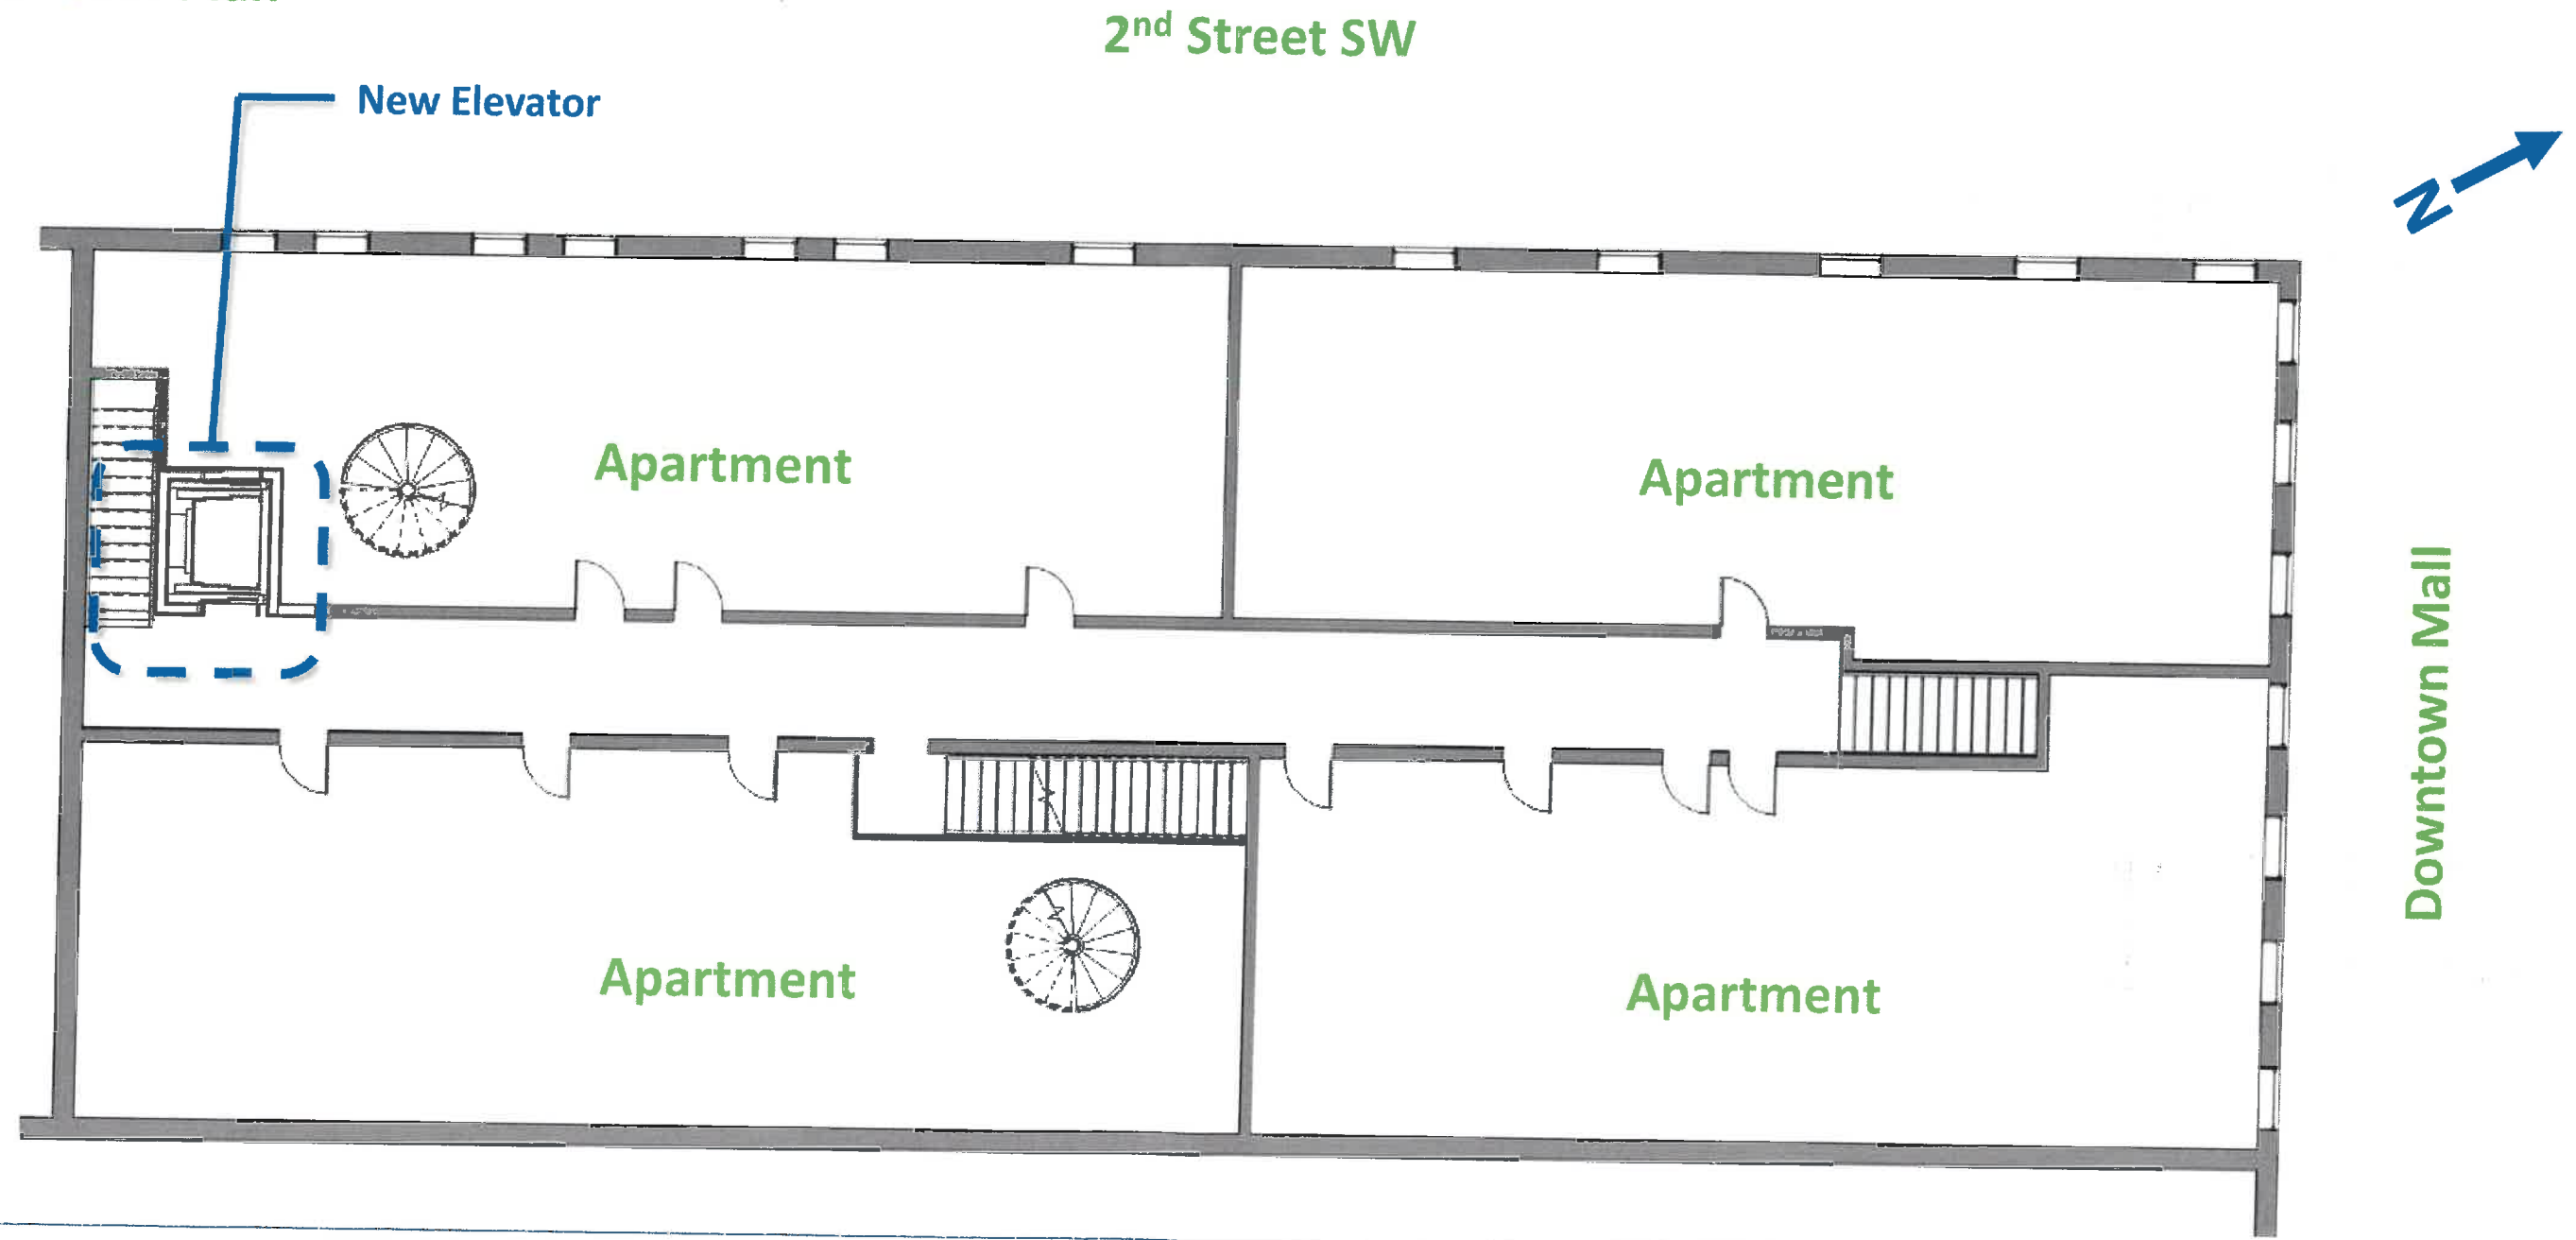 2nd Street SW
New Elevator
N
Apartment
Apartment
Downtown Mall
Apartment
Apartment